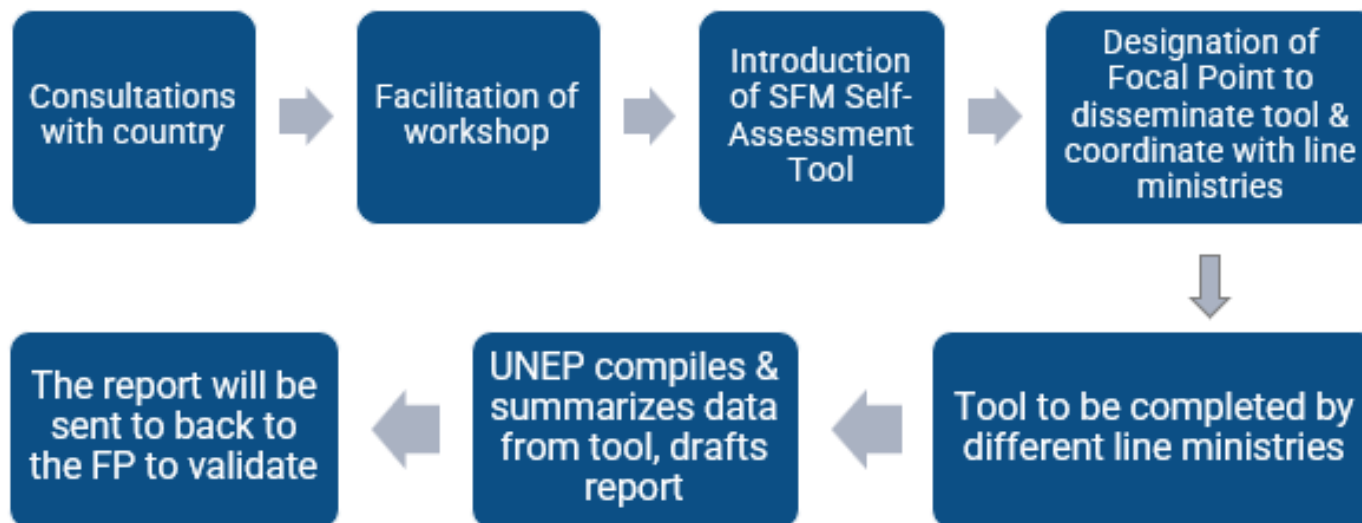 Consultations
with country
Facilitation of
workshop
Introduction
of SFM Self-
Assessment
Tool
Designation of
Focal Point to
disseminate tool &
coordinate with line
ministries
Tool to be completed by
different line ministries
UNEP compiles &
summarizes data
from tool, drafts
report
The report will be
sent to back to
the FP to validate